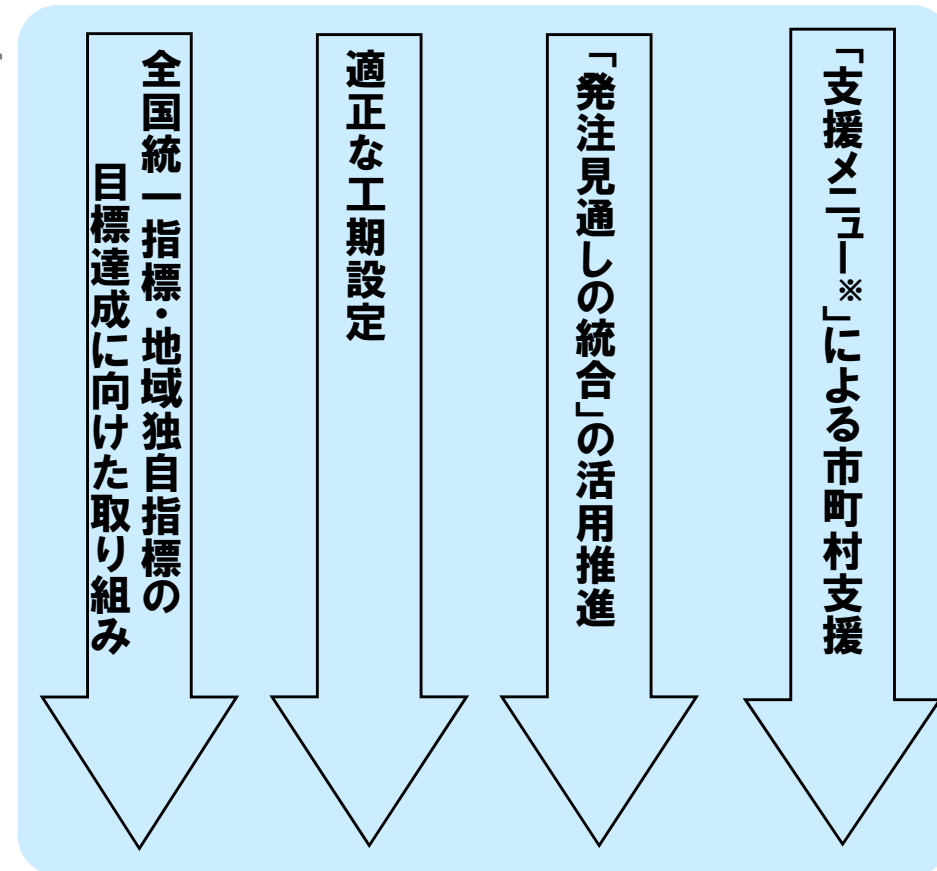 「支援メニュー※」による市町村支援
「発注見通しの統合」の活用推進
適正な工期設定
全国統一指標・地域独自指標の
目標達成に向けた取り組み